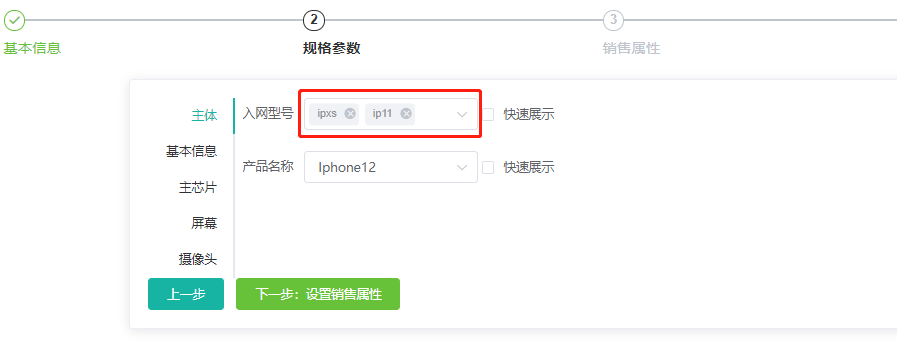 2 3
基本信息 规格参数 销售属性
主体 入网型号 ipxs ip11 快速展示
基本信息
产品名称 Iphone12 快速展示
主芯片
屏幕
摄像头
上一步 下一步：设置销售属性